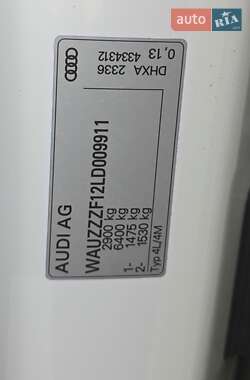 AUTO
RIA
.com
AUDI AG
WAUZZZF12LD009911
2900 kg
6400 kg
1- 1475 kg
2- 1530 kg
Typ 4L/4M
DHXA 2336
0,13 4334312